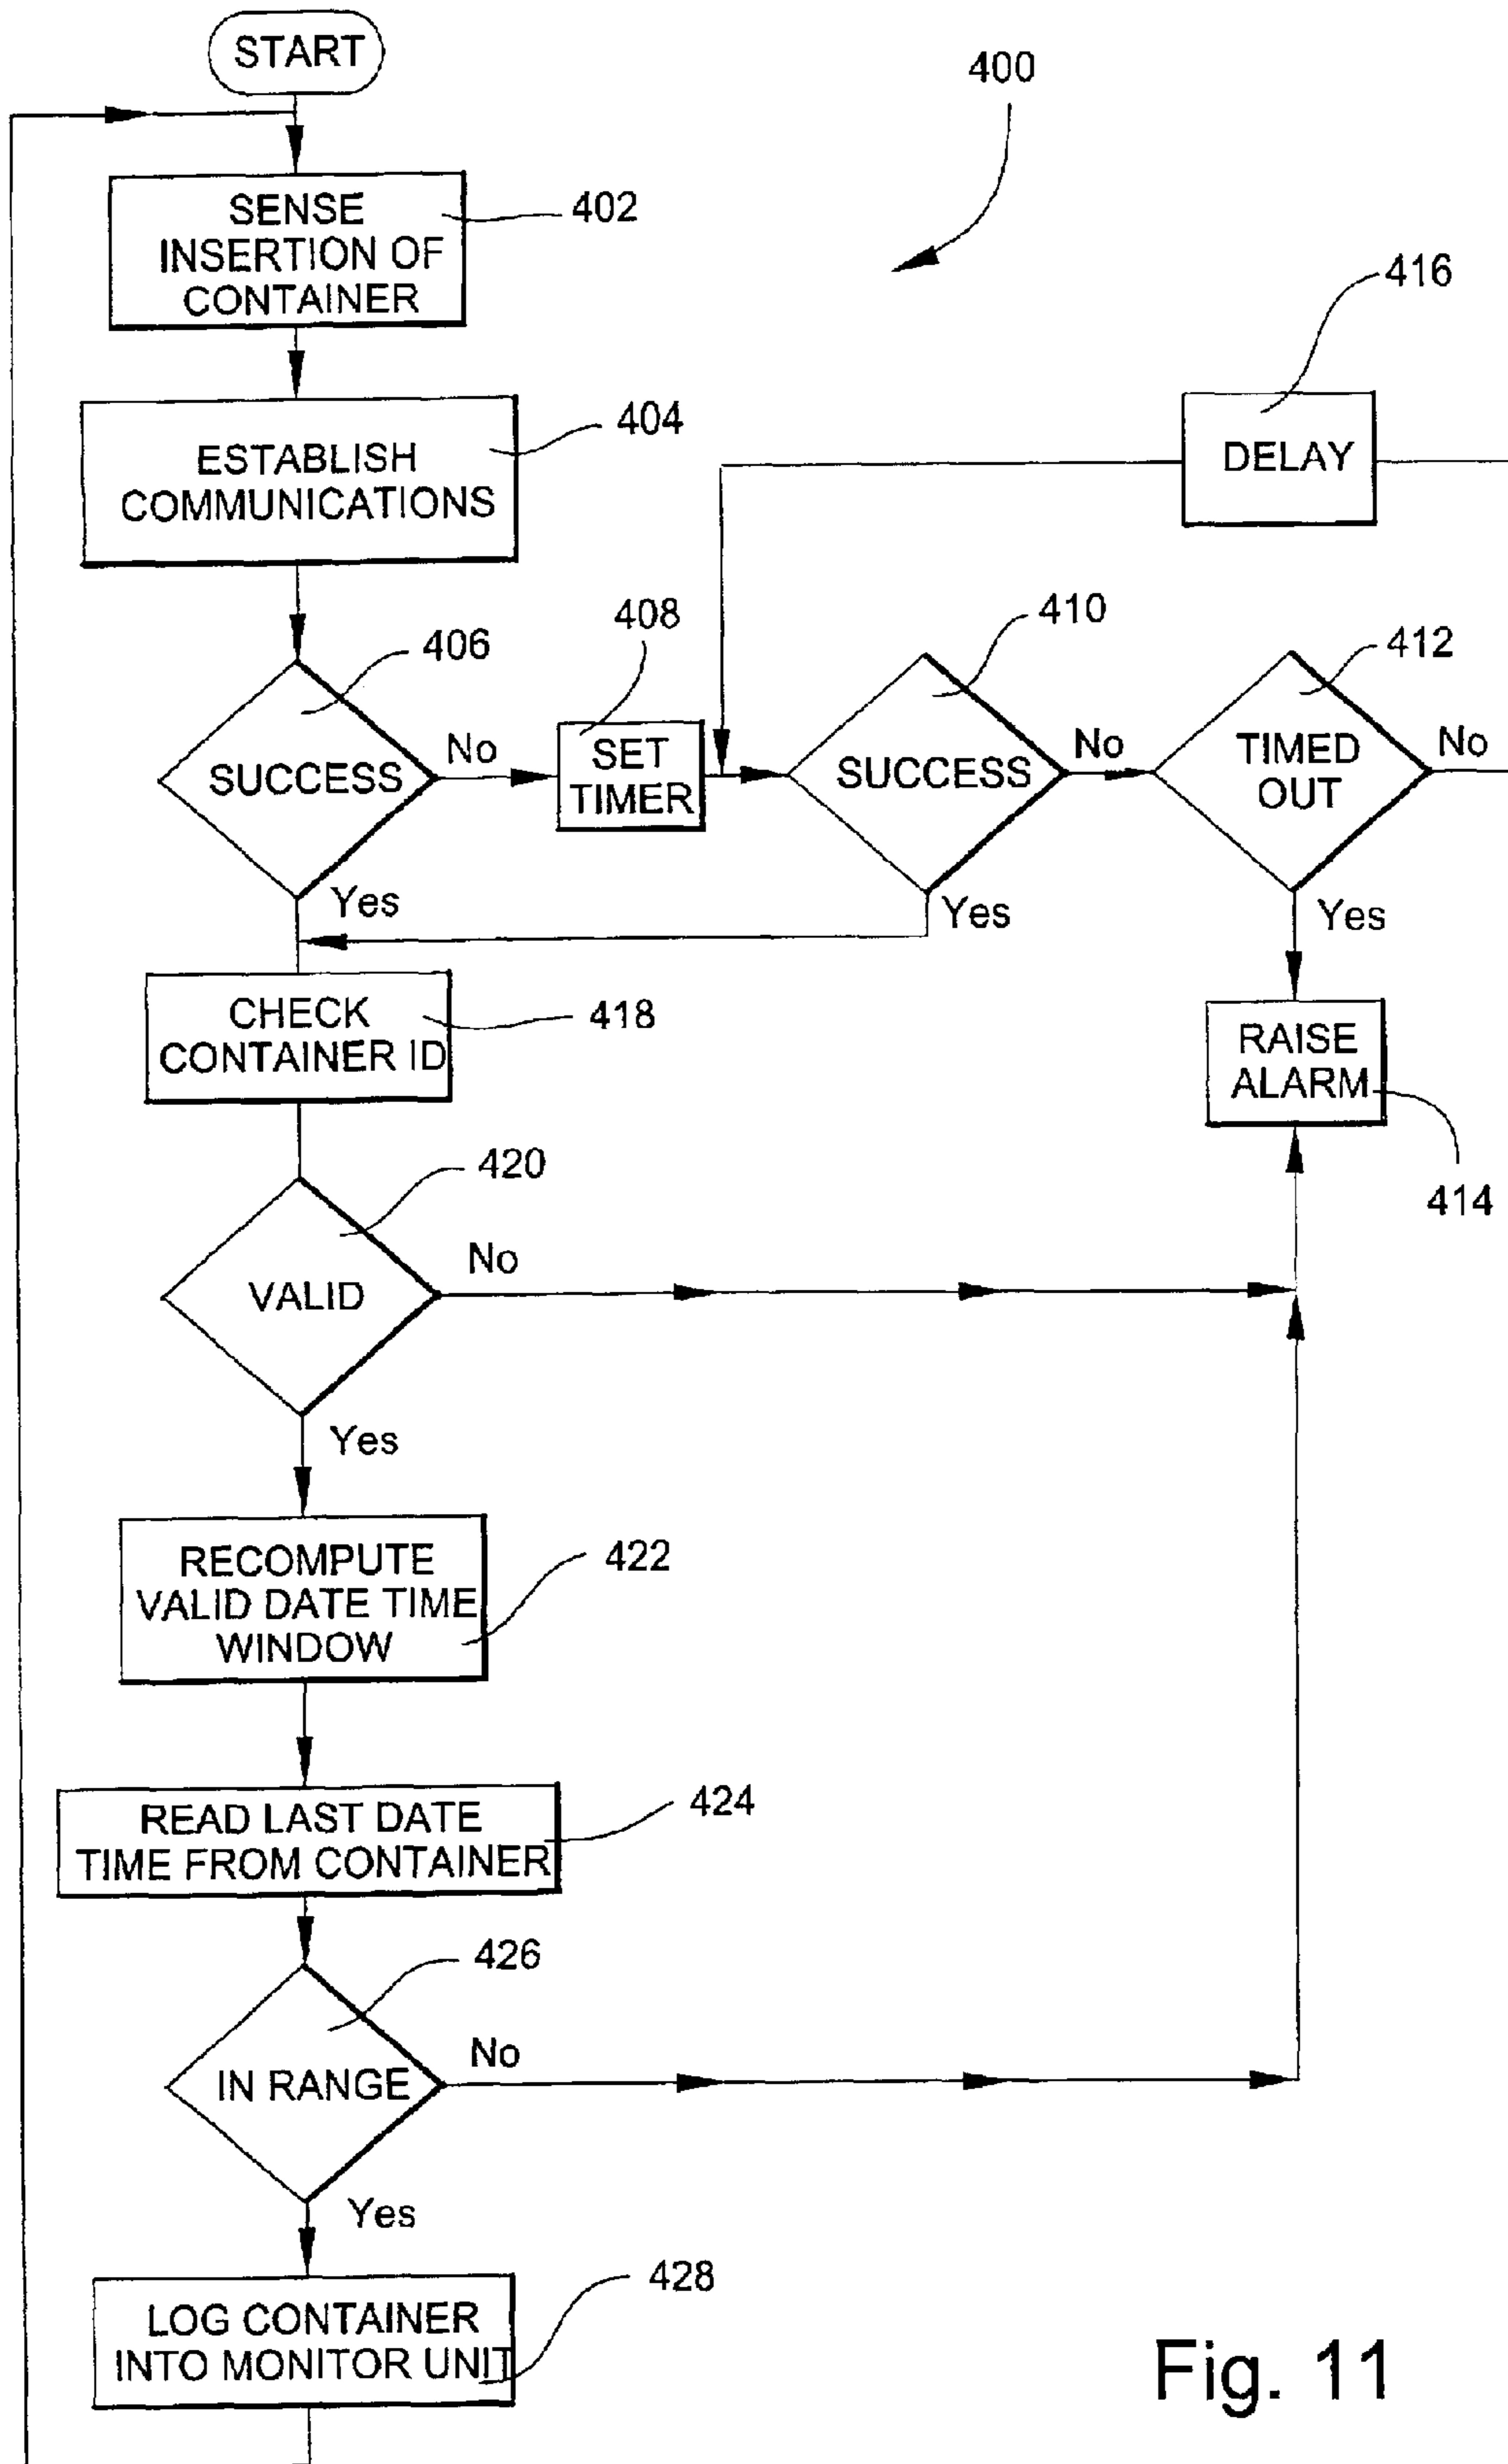 START
400
SENSE
INSERTION OF
CONTAINER
402
416
DELAY
ESTABLISH
COMMUNICATIONS
404
406
SUCCESS
No
408
SET
TIMER
410
SUCCESS
No
412
TIMED
OUT
No
Yes
Yes
Yes
CHECK
CONTAINER ID
418
RAISE
ALARM
414
420
VALID
No
Yes
RECOMPUTE
VALID DATE TIME
WINDOW
422
READ LAST DATE
TIME FROM CONTAINER
424
426
IN RANGE
No
Yes
LOG CONTAINER
INTO MONITOR UNIT
428
Fig. 11